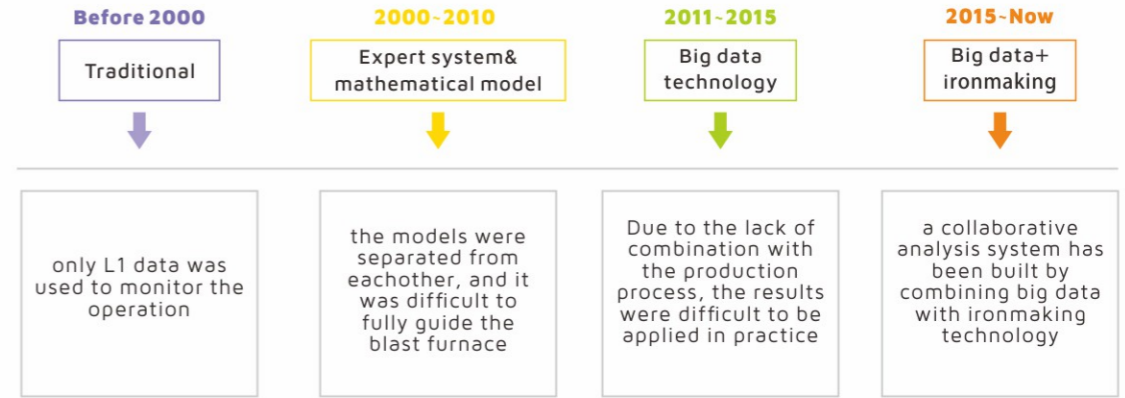 Before 2000
Traditional
only L1 data was
used to monitor the
operation
2000~2010
Expert system&
mathematical model
the models were
separated from
eachother, and it
was difficult to
fully guide the
blast furnace
2011~2015
Big data
technology
Due to the lack of
combination with
the production
process, the results
were difficult to be
applied in practice
2015~Now
Big data+
ironmaking
a collaborative
analysis system has
been built by
combining big data
with ironmaking
technology